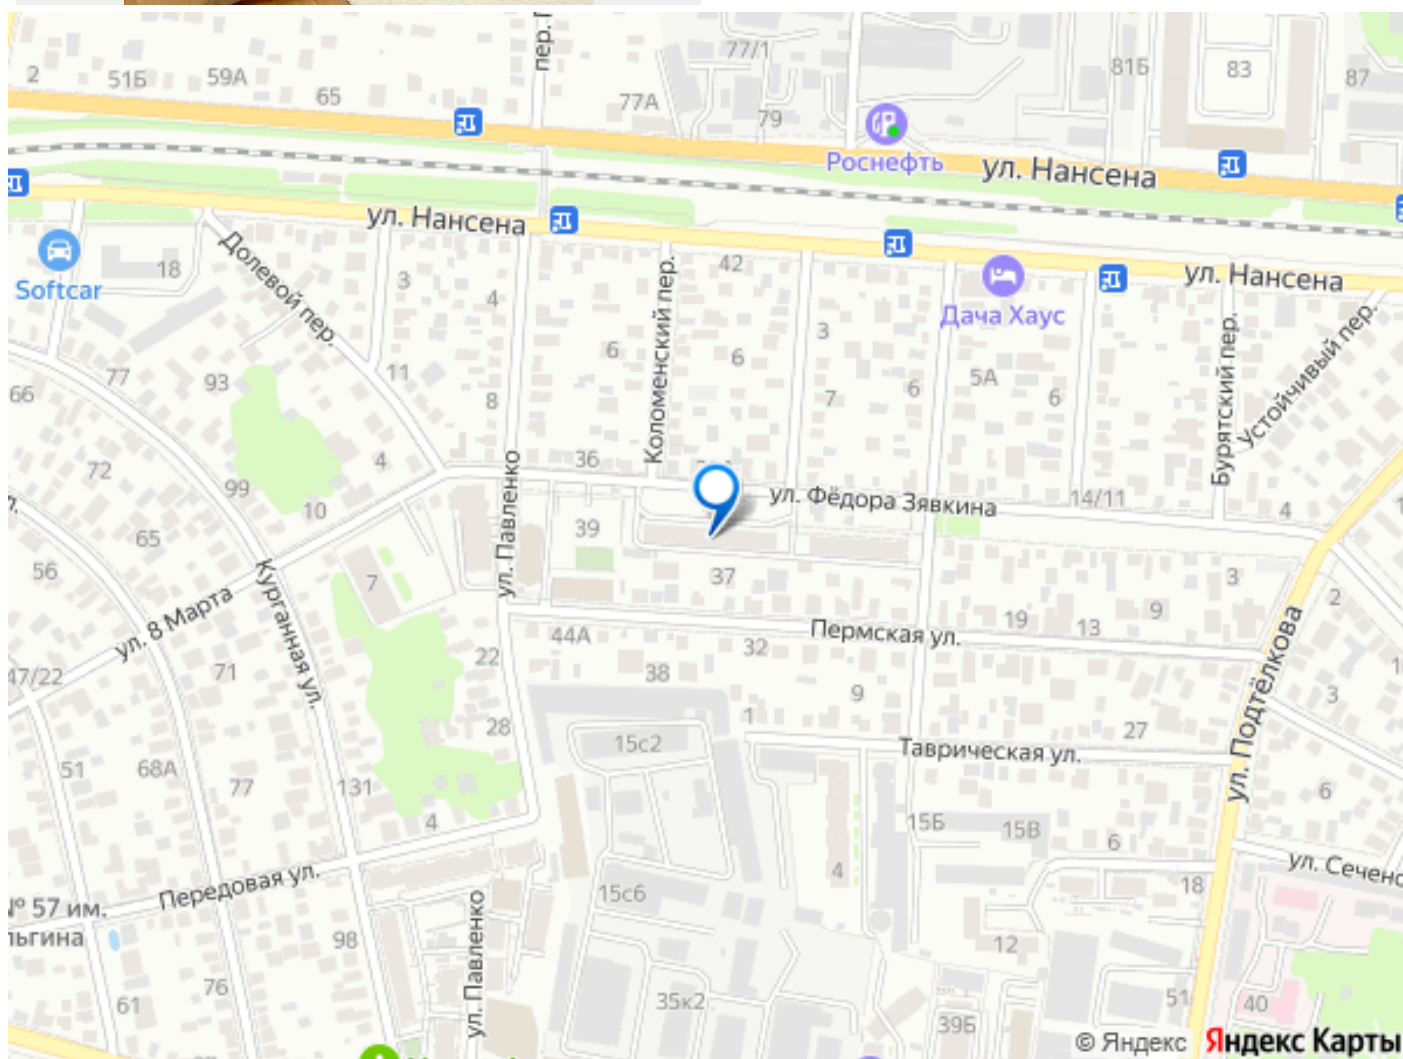 77/1
2
51Б
59А
65
77А
79
81Б
83
87
Роснефть
ул. Нансена
ул. Нансена
ул. Нансена
Softcar
18
Долевой пер.
3
4
Коломенский пер.
42
Дача Хаус
3
6
6
5А
6
6
7
8
11
93
77
66
Бурятский пер.
Устойчивый пер.
72
4
36
99
10
ул. Фёдора Зявкина
14/11
4
65
56
39
37
7
ул. Павленко
ул. 8 Марта
Курганная ул.
3
2
9
19
13
Пермская ул.
44А
32
22
38
9
47/22
71
3
28
1
27
15с2
Таврическая ул.
ул. Подтёлкова
51
68А
77
131
6
4
15Б
15В
6
4
ул. Сечено
Передовая ул.
15с6
18
№ 57 им.
98
12
76
61
35к2
ул. Павленко
39Б
51
40
© Яндекс
Яндекс Карты